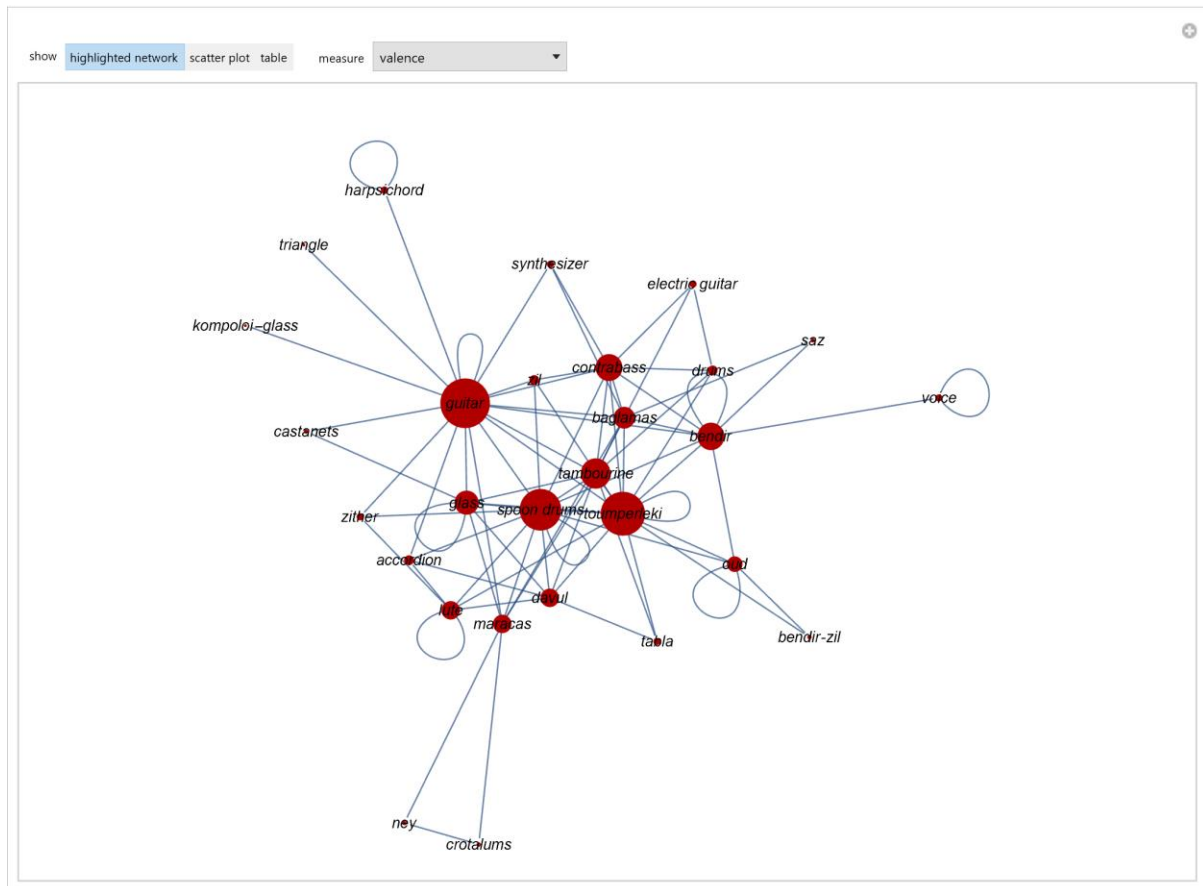 show highlighted network scatter plot table measure valence
harpsichord
triangle
synthesizer
electric guitar
kompoloi-glass
saz
contrabass
drums
zil
voice
guitar
baglamas
castanets
bendir
tambourine
glass
spoon drums
toumperleki
zither
accordion
oud
davul
lute
maracas
tabla
bendir-zil
ney
crotalums